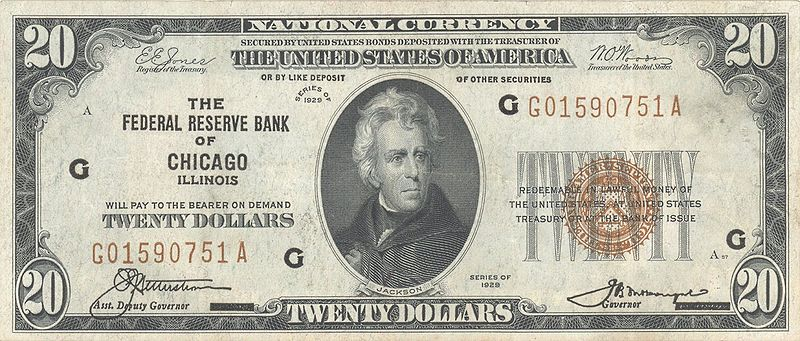 NATIONAL CURRENCY
SECURED BY UNITED STATES BONDS DEPOSITED WITH THE TREASURER OF
THE UNITED STATES OF AMERICA
OR BY LIKE DEPOSIT OF OTHER SECURITIES
20
20
E.E. Jones
Register of the Treasury.
W.O. Woods
Treasurer of the United States.
SERIES OF
1929
A
THE
FEDERAL RESERVE BANK
OF
CHICAGO
ILLINOIS
G
G G01590751A
WILL PAY TO THE BEARER ON DEMAND
TWENTY DOLLARS
G01590751A
G
TWENTY
REDEEMABLE IN LAWFUL MONEY OF
THE UNITED STATES AT UNITED STATES
TREASURY OR AT THE BANK OF ISSUE
G
A 57
JACKSON
SERIES OF
1929
Asst. Deputy Governor
Governor
20
TWENTY DOLLARS
20